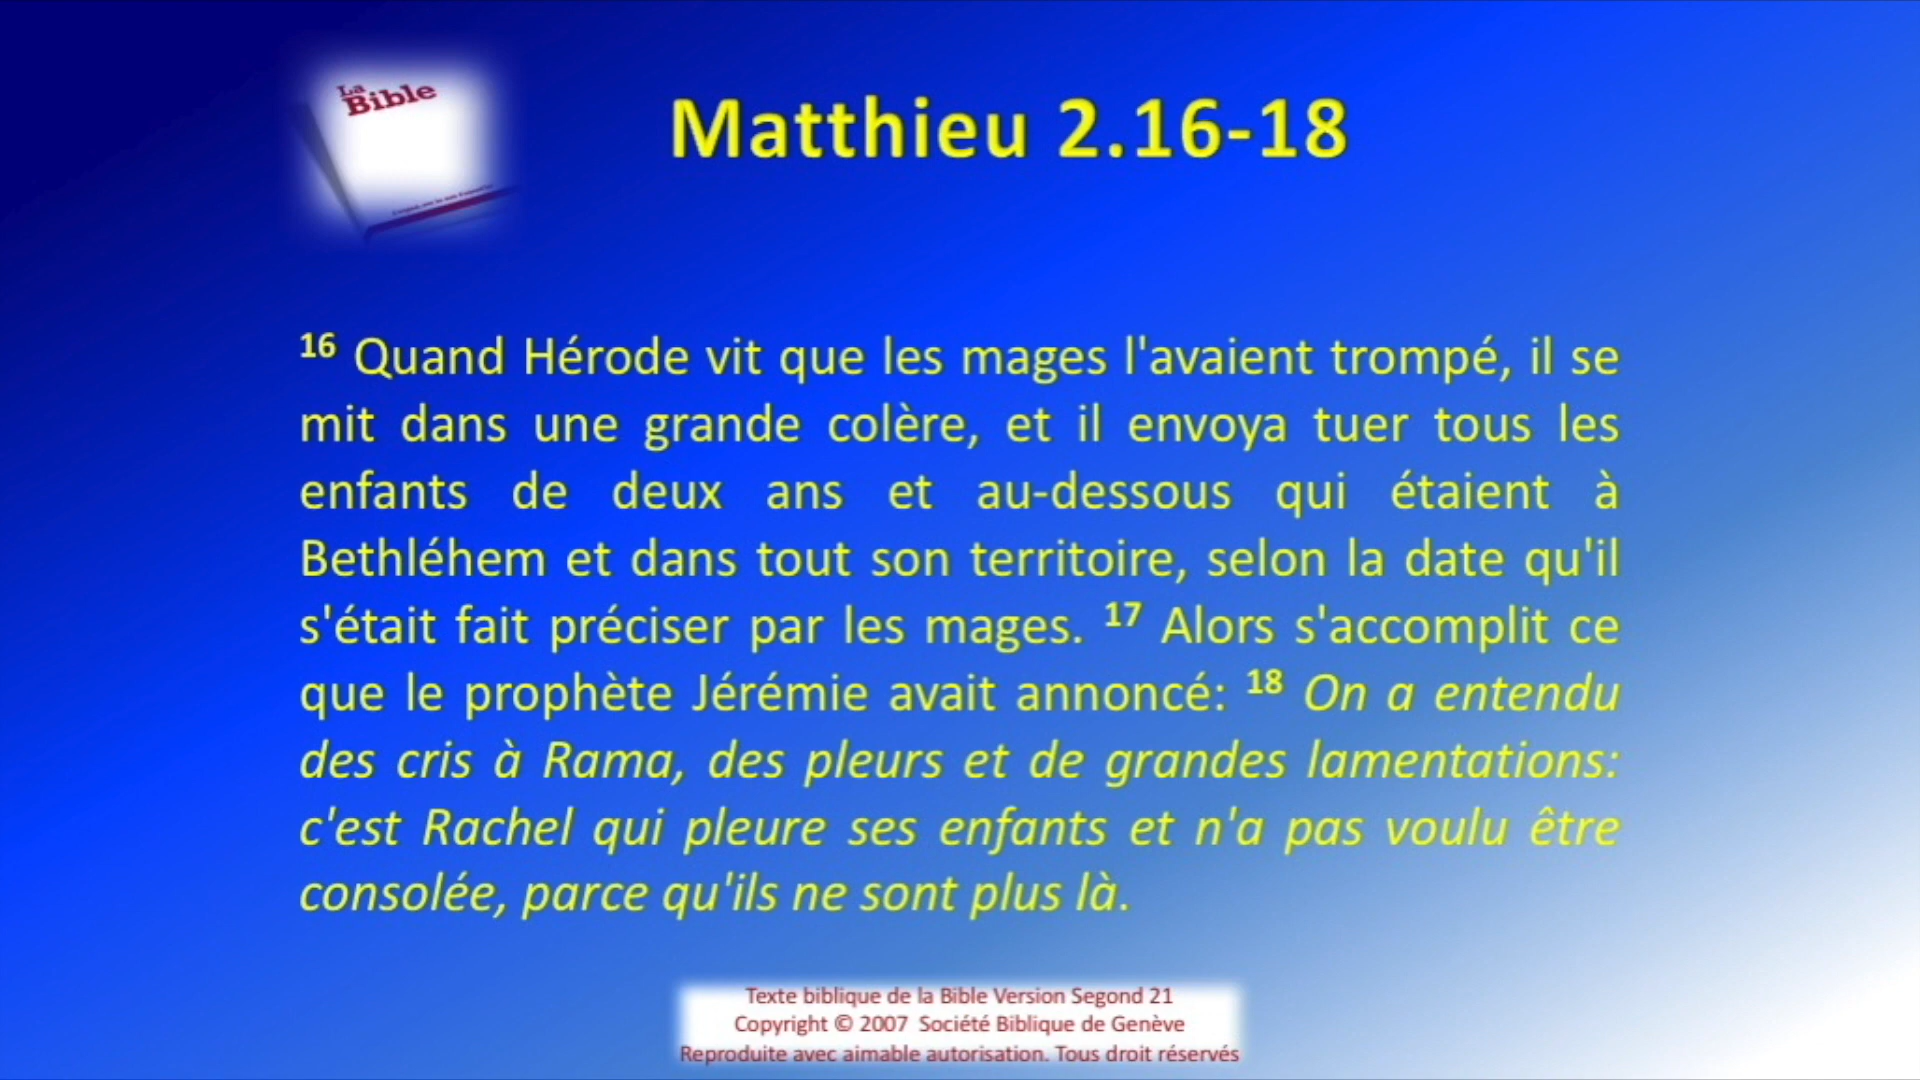 La
Bible
Matthieu 2.16-18
16 Quand Hérode vit que les mages l'avaient trompé, il se
mit dans une grande colère, et il envoya tuer tous les
enfants de deux ans et au-dessous qui étaient à
Bethléhem et dans tout son territoire, selon la date qu'il
s'était fait préciser par les mages. 17 Alors s'accomplit ce
que le prophète Jérémie avait annoncé: 18 On a entendu
des cris à Rama, des pleurs et de grandes lamentations:
c'est Rachel qui pleure ses enfants et n'a pas voulu être
consolée, parce qu'ils ne sont plus là.
Texte biblique de la Bible Version Segond 21
Copyright © 2007 Société Biblique de Genève
Reproduite avec aimable autorisation. Tous droit réservés